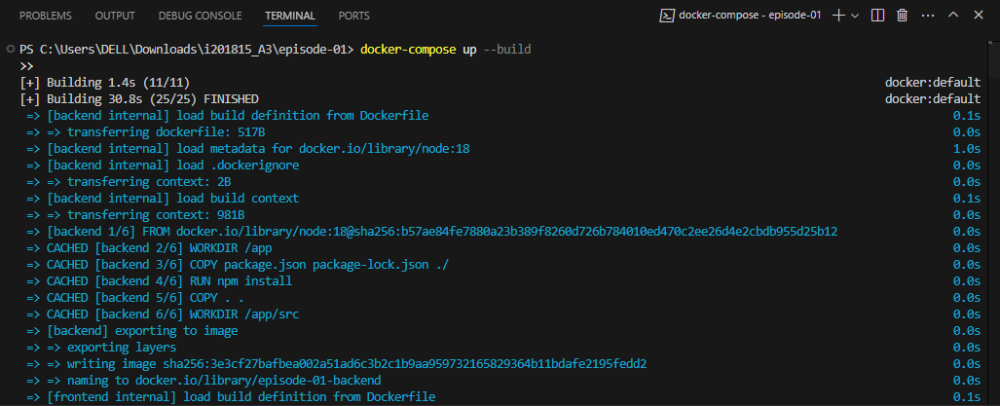 PROBLEMS OUTPUT DEBUG CONSOLE TERMINAL PORTS docker-compose - episode-01
PS C:\Users\DELL\Downloads\i201815_A3\episode-01> docker-compose up --build
>>
[+] Building 1.4s (11/11) docker:default
[+] Building 30.8s (25/25) FINISHED docker:default
=> [backend internal] load build definition from Dockerfile 0.1s
=> => transferring dockerfile: 517B 0.0s
=> [backend internal] load metadata for docker.io/library/node:18 1.0s
=> [backend internal] load .dockerignore 0.0s
=> => transferring context: 2B 0.0s
=> [backend internal] load build context 0.1s
=> => transferring context: 981B 0.0s
=> [backend 1/6] FROM docker.io/library/node:18@sha256:b57ae84fe7880a23b389f8260d726b784010ed470c2ee26d4e2cbdb955d25b12 0.0s
=> CACHED [backend 2/6] WORKDIR /app 0.0s
=> CACHED [backend 3/6] COPY package.json package-lock.json ./ 0.0s
=> CACHED [backend 4/6] RUN npm install 0.0s
=> CACHED [backend 5/6] COPY . . 0.0s
=> CACHED [backend 6/6] WORKDIR /app/src 0.0s
=> [backend] exporting to image 0.0s
=> => exporting layers 0.0s
=> => writing image sha256:3e3cf27bafbea002a51ad6c3b2c1b9aa959732165829364b11bdafe2195fedd2 0.0s
=> => naming to docker.io/library/episode-01-backend 0.0s
=> [frontend internal] load build definition from Dockerfile 0.1s